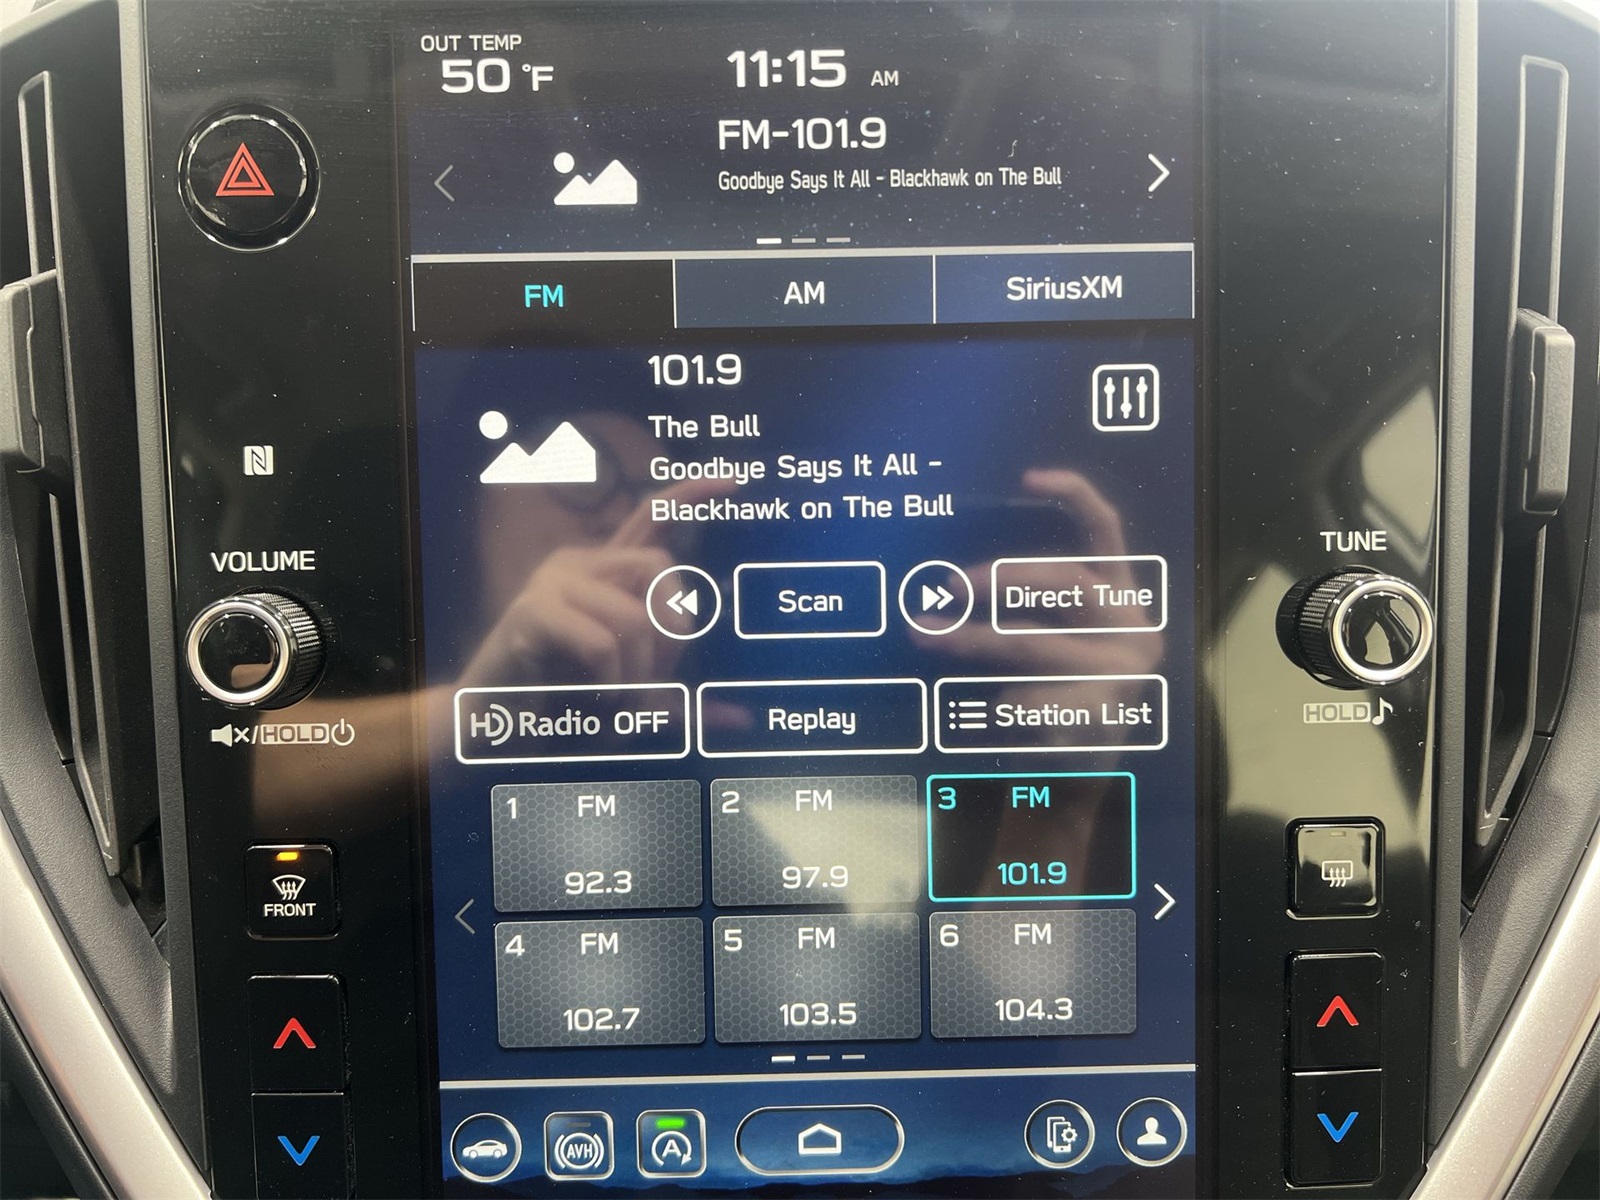 OUT TEMP
50 °F
11:15 AM
FM-101.9
Goodbye Says It All - Blackhawk on The Bull
FM
AM
SiriusXM
101.9
The Bull
Goodbye Says It All -
Blackhawk on The Bull
VOLUME
TUNE
Scan
Direct Tune
HD Radio OFF
Replay
Station List
/HOLD
HOLD
1 FM
92.3
2 FM
97.9
3 FM
101.9
FRONT
4 FM
102.7
5 FM
103.5
6 FM
104.3
AVH
A